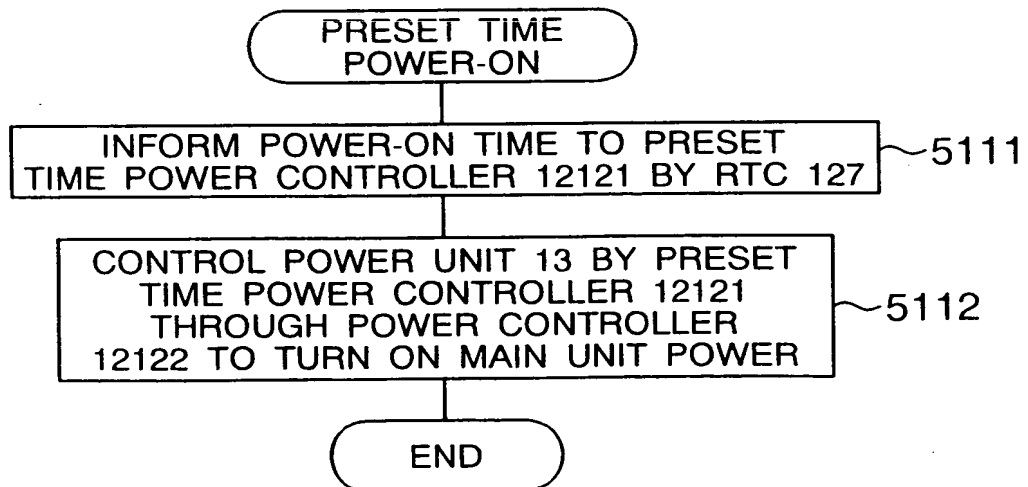 PRESET TIME
POWER-ON
INFORM POWER-ON TIME TO PRESET
TIME POWER CONTROLLER 12121 BY RTC 127
5111
CONTROL POWER UNIT 13 BY PRESET
TIME POWER CONTROLLER 12121
THROUGH POWER CONTROLLER
12122 TO TURN ON MAIN UNIT POWER
5112
END